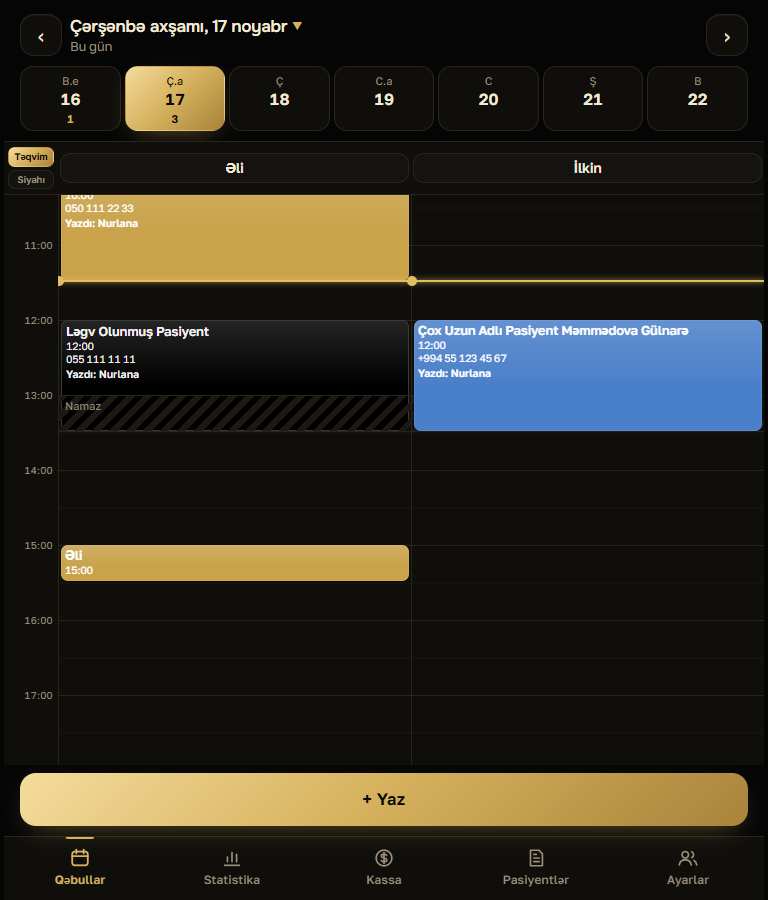 ‹
Çərşənbə axşamı, 17 noyabr ▼
Bu gün
›
B.e
16
1
Ç.a
17
3
Ç
18
C.a
19
C
20
Ş
21
B
22
Təqvim
Siyahı
Əli
İlkin
10:00
050 111 22 33
Yazdı: Nurlana
11:00
12:00
Ləğv Olunmuş Pasiyent
12:00
055 111 11 11
Yazdı: Nurlana
Çox Uzun Adlı Pasiyent Məmmədova Gülnarə
12:00
+994 55 123 45 67
Yazdı: Nurlana
13:00
Namaz
14:00
15:00
Əli
15:00
16:00
17:00
+ Yaz
Qəbullar
Statistika
Kassa
Pasiyentlər
Ayarlar